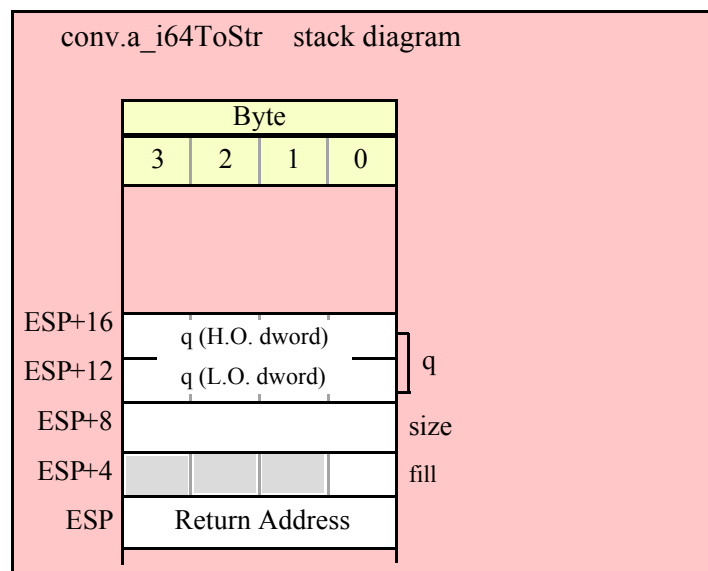 conv.a_i64ToStr stack diagram
Byte
3 2 1 0
ESP+16
q (H.O. dword)
ESP+12
q (L.O. dword)
q
ESP+8
size
ESP+4
fill
ESP
Return Address